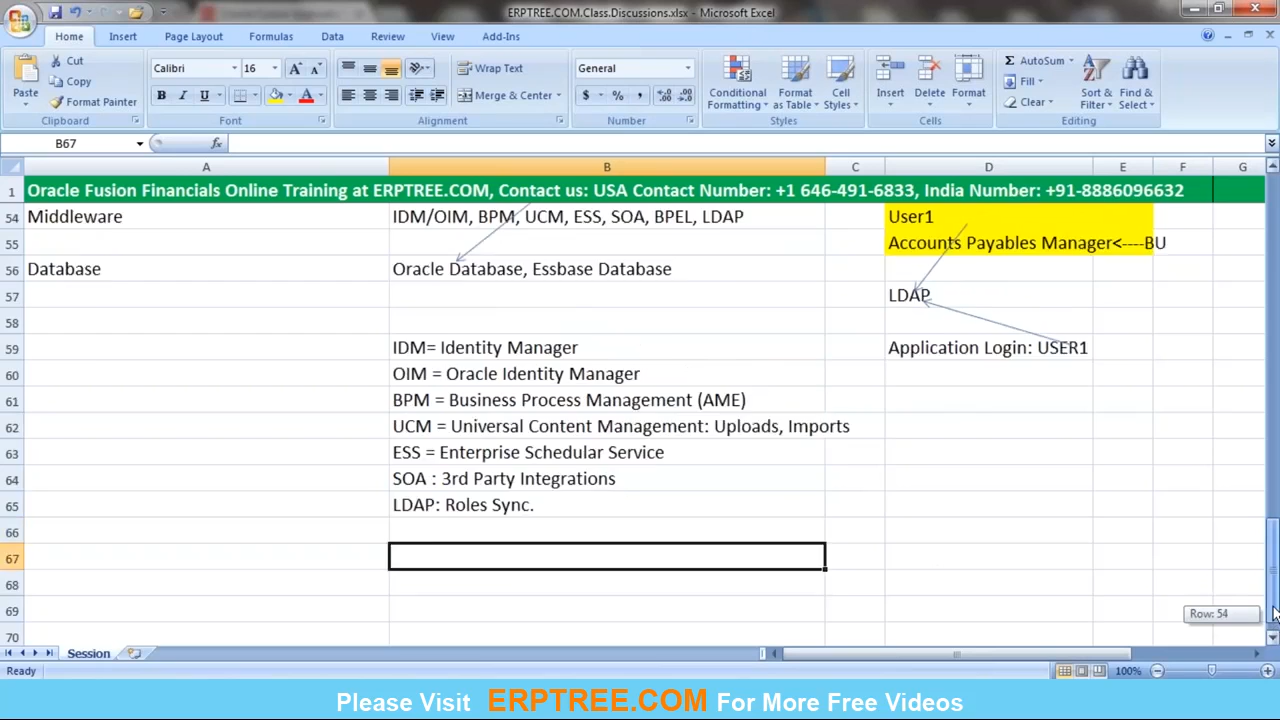 ERPTREE.COM.Class.Discussions.xlsx - Microsoft Excel
Home Insert Page Layout Formulas Data Review View Add-Ins
Paste
Cut
Copy
Format Painter
Clipboard
Calibri 16 A A
B I U A
Font
Wrap Text
Merge & Center
Alignment
General
$ % , .0 .00 .00 .0
Number
Conditional Formatting
Format as Table
Cell Styles
Styles
Insert Delete Format
Cells
Σ AutoSum
Fill
Clear
Sort & Filter
Find & Select
Editing
B67 fx
A B C D E F G
1 Oracle Fusion Financials Online Training at ERPTREE.COM, Contact us: USA Contact Number: +1 646-491-6833, India Number: +91-8886096632
54 Middleware IDM/OIM, BPM, UCM, ESS, SOA, BPEL, LDAP User1
55 Accounts Payables Manager<----BU
56 Database Oracle Database, Essbase Database
57 LDAP
58
59 IDM= Identity Manager Application Login: USER1
60 OIM = Oracle Identity Manager
61 BPM = Business Process Management (AME)
62 UCM = Universal Content Management: Uploads, Imports
63 ESS = Enterprise Schedular Service
64 SOA : 3rd Party Integrations
65 LDAP: Roles Sync.
66
67
68
69 Row: 54
70
Session
Ready 100%
Please Visit ERPTREE.COM For More Free Videos